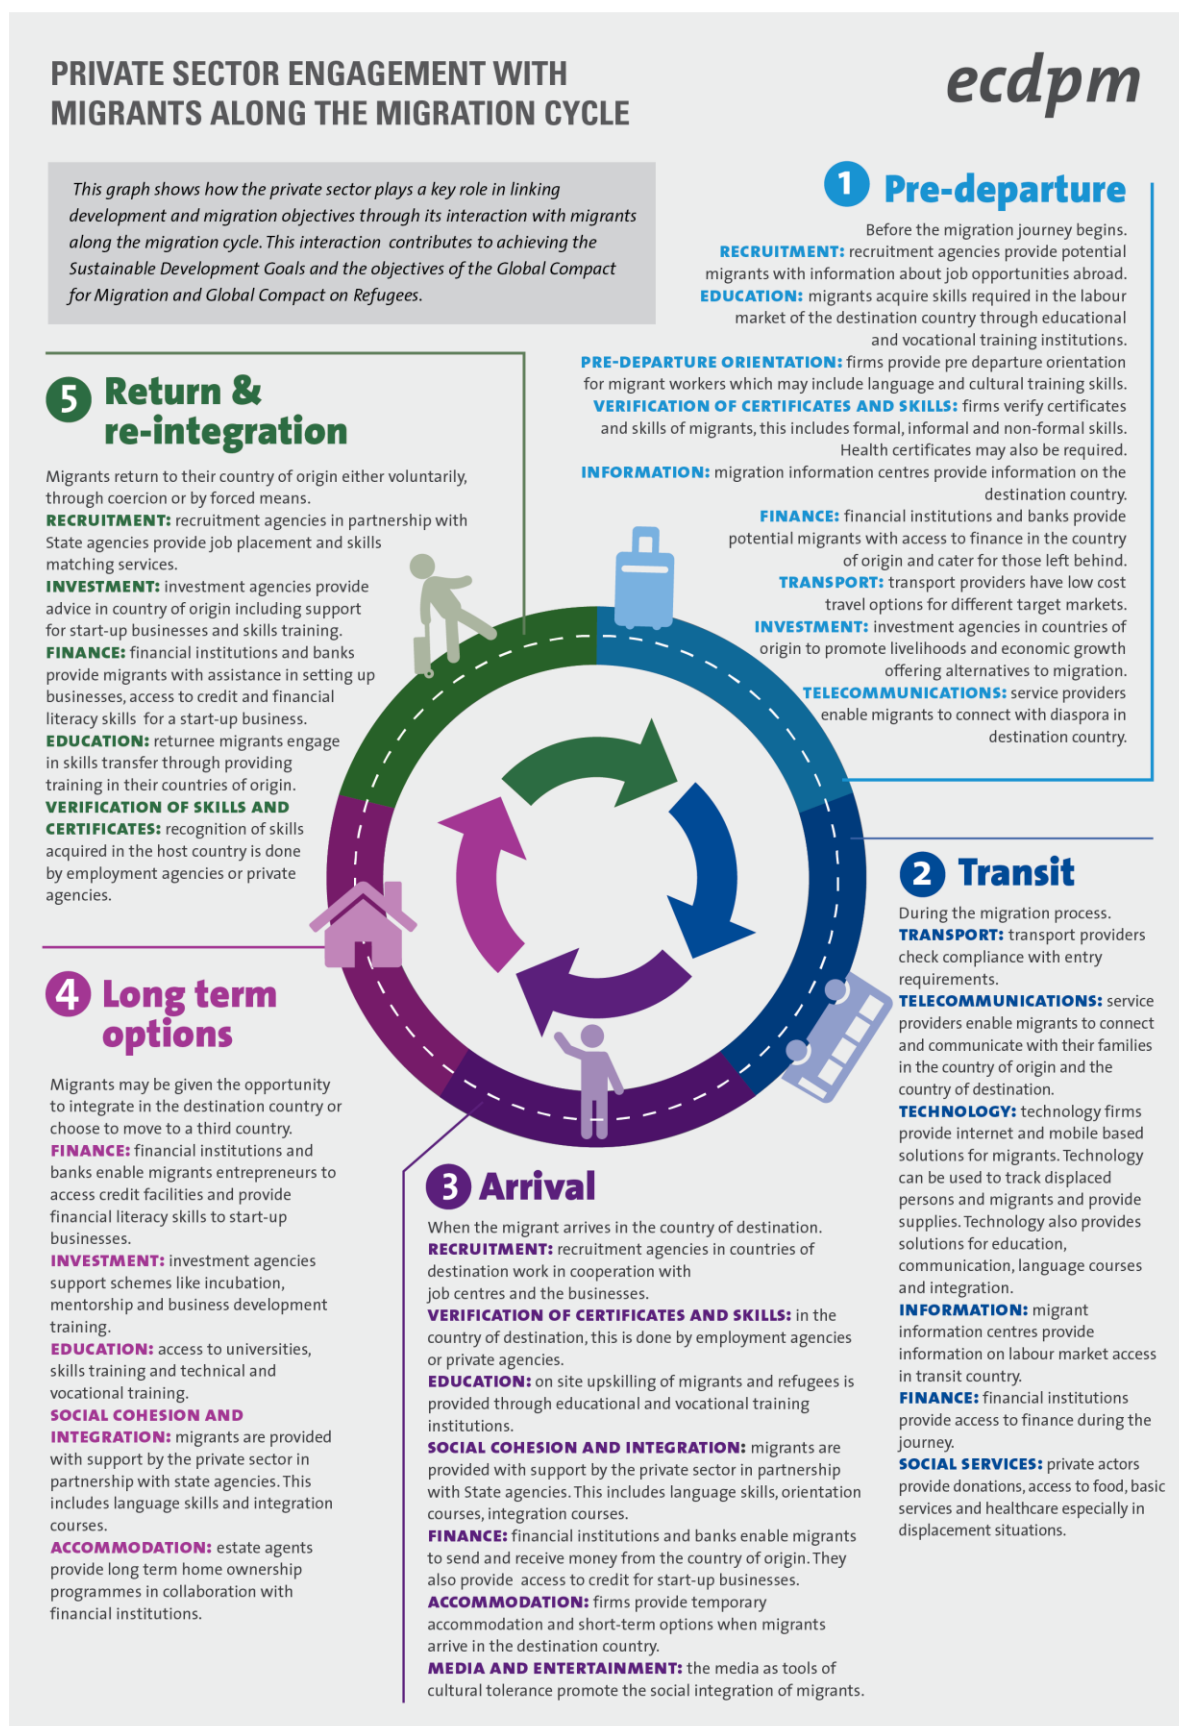 PRIVATE SECTOR ENGAGEMENT WITH
MIGRANTS ALONG THE MIGRATION CYCLE
ecdpm
This graph shows how the private sector plays a key role in linking
development and migration objectives through its interaction with migrants
along the migration cycle. This interaction contributes to achieving the
Sustainable Development Goals and the objectives of the Global Compact
for Migration and Global Compact on Refugees.
1 Pre-departure
Before the migration journey begins.
RECRUITMENT: recruitment agencies provide potential
migrants with information about job opportunities abroad.
EDUCATION: migrants acquire skills required in the labour
market of the destination country through educational
and vocational training institutions.
PRE-DEPARTURE ORIENTATION: firms provide pre departure orientation
for migrant workers which may include language and cultural training skills.
VERIFICATION OF CERTIFICATES AND SKILLS: firms verify certificates
and skills of migrants, this includes formal, informal and non-formal skills.
Health certificates may also be required.
INFORMATION: migration information centres provide information on the
destination country.
FINANCE: financial institutions and banks provide
potential migrants with access to finance in the country
of origin and cater for those left behind.
TRANSPORT: transport providers have low cost
travel options for different target markets.
INVESTMENT: investment agencies in countries of
origin to promote livelihoods and economic growth
offering alternatives to migration.
TELECOMMUNICATIONS: service providers
enable migrants to connect with diaspora in
destination country.
2 Transit
During the migration process.
TRANSPORT: transport providers
check compliance with entry
requirements.
TELECOMMUNICATIONS: service
providers enable migrants to connect
and communicate with their families
in the country of origin and the
country of destination.
TECHNOLOGY: technology firms
provide internet and mobile based
solutions for migrants. Technology
can be used to track displaced
persons and migrants and provide
supplies. Technology also provides
solutions for education,
communication, language courses
and integration.
INFORMATION: migrant
information centres provide
information on labour market access
in transit country.
FINANCE: financial institutions
provide access to finance during the
journey.
SOCIAL SERVICES: private actors
provide donations, access to food, basic
services and healthcare especially in
displacement situations.
3 Arrival
When the migrant arrives in the country of destination.
RECRUITMENT: recruitment agencies in countries of
destination work in cooperation with
job centres and the businesses.
VERIFICATION OF CERTIFICATES AND SKILLS: in the
country of destination, this is done by employment agencies
or private agencies.
EDUCATION: on site upskilling of migrants and refugees is
provided through educational and vocational training
institutions.
SOCIAL COHESION AND INTEGRATION: migrants are
provided with support by the private sector in partnership
with State agencies. This includes language skills, orientation
courses, integration courses.
FINANCE: financial institutions and banks enable migrants
to send and receive money from the country of origin. They
also provide access to credit for start-up businesses.
ACCOMMODATION: firms provide temporary
accommodation and short-term options when migrants
arrive in the destination country.
MEDIA AND ENTERTAINMENT: the media as tools of
cultural tolerance promote the social integration of migrants.
4 Long term
options
Migrants may be given the opportunity
to integrate in the destination country or
choose to move to a third country.
FINANCE: financial institutions and
banks enable migrants entrepreneurs to
access credit facilities and provide
financial literacy skills to start-up
businesses.
INVESTMENT: investment agencies
support schemes like incubation,
mentorship and business development
training.
EDUCATION: access to universities,
skills training and technical and
vocational training.
SOCIAL COHESION AND
INTEGRATION: migrants are provided
with support by the private sector in
partnership with state agencies. This
includes language skills and integration
courses.
ACCOMMODATION: estate agents
provide long term home ownership
programmes in collaboration with
financial institutions.
5 Return &
re-integration
Migrants return to their country of origin either voluntarily,
through coercion or by forced means.
RECRUITMENT: recruitment agencies in partnership with
State agencies provide job placement and skills
matching services.
INVESTMENT: investment agencies provide
advice in country of origin including support
for start-up businesses and skills training.
FINANCE: financial institutions and banks
provide migrants with assistance in setting up
businesses, access to credit and financial
literacy skills for a start-up business.
EDUCATION: returnee migrants engage
in skills transfer through providing
training in their countries of origin.
VERIFICATION OF SKILLS AND
CERTIFICATES: recognition of skills
acquired in the host country is done
by employment agencies or private
agencies.